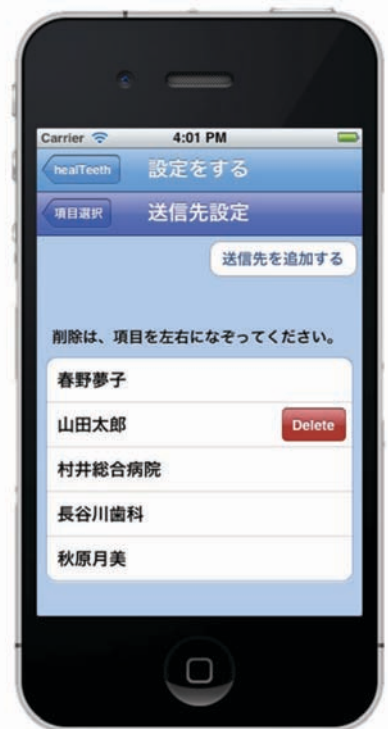 Carrier 4:01 PM
healTeeth 設定をする
項目選択 送信先設定
送信先を追加する
削除は、項目を左右になぞってください。
春野夢子
山田太郎 Delete
村井総合病院
長谷川歯科
秋原月美